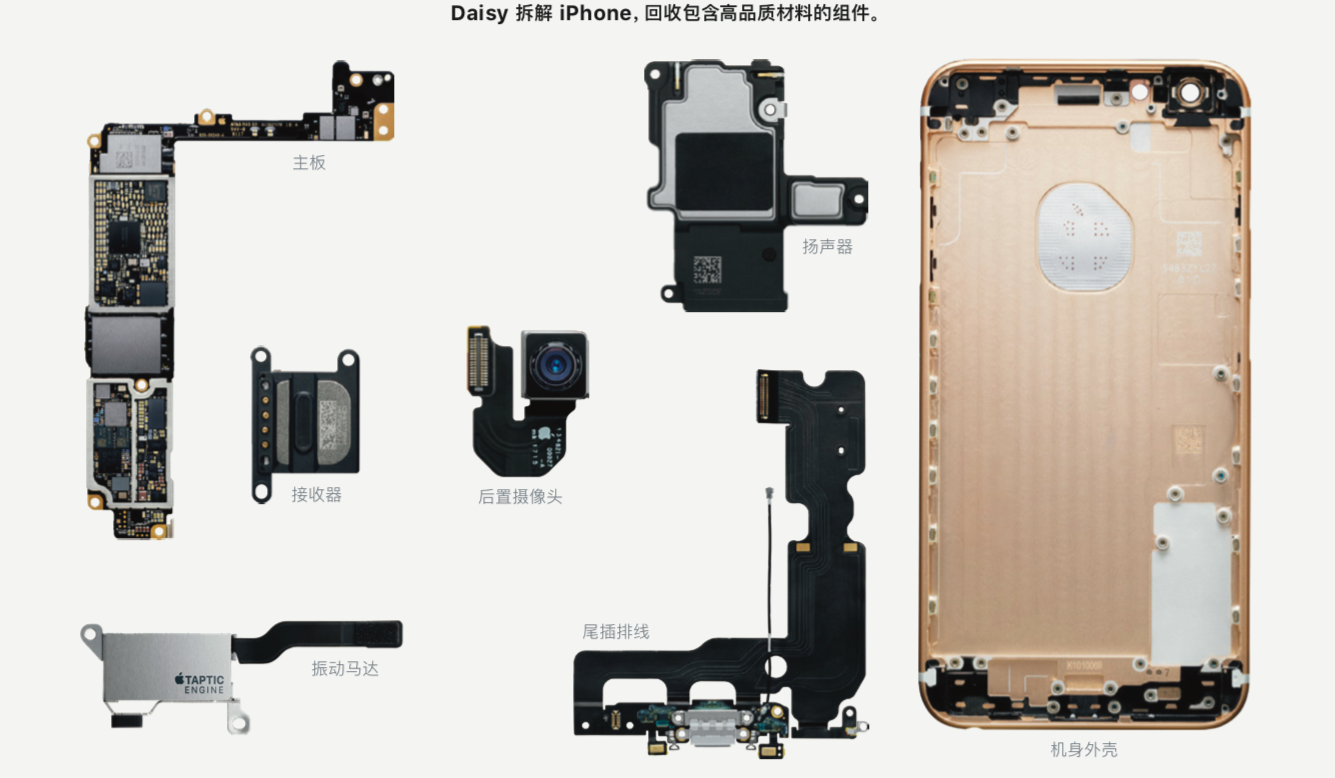 Daisy 拆解 iPhone，回收包含高品质材料的组件。
主板
扬声器
接收器
后置摄像头
尾插排线
TAPTIC
ENGINE
振动马达
机身外壳